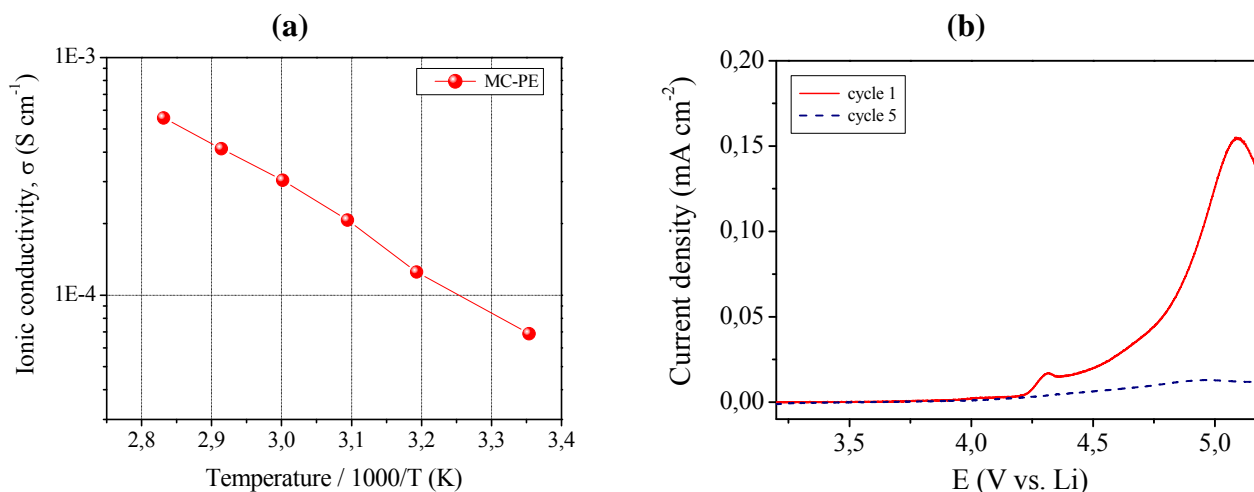 (a)
1E-3
1E-4
Ionic conductivity, σ (S cm⁻¹)
MC-PE
2,8 2,9 3,0 3,1 3,2 3,3 3,4
Temperature / 1000/T (K)
(b)
0,20
0,15
0,10
0,05
0,00
Current density (mA cm⁻²)
cycle 1
cycle 5
3,5 4,0 4,5 5,0
E (V vs. Li)